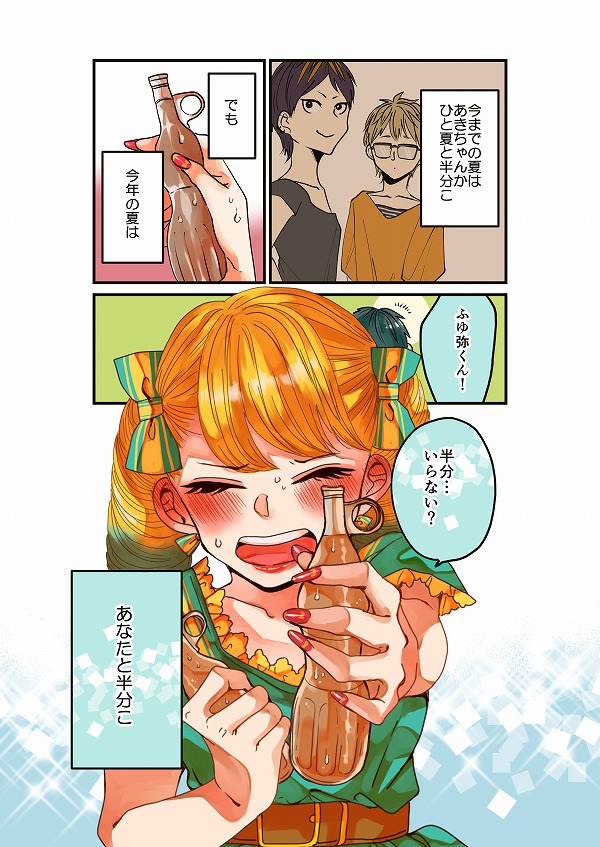 今までの夏は
あきちゃんか
ひと夏と半分こ
でも
今年の夏は
ふゆ弥くん！
半分…
いらない？
あなたと半分こ